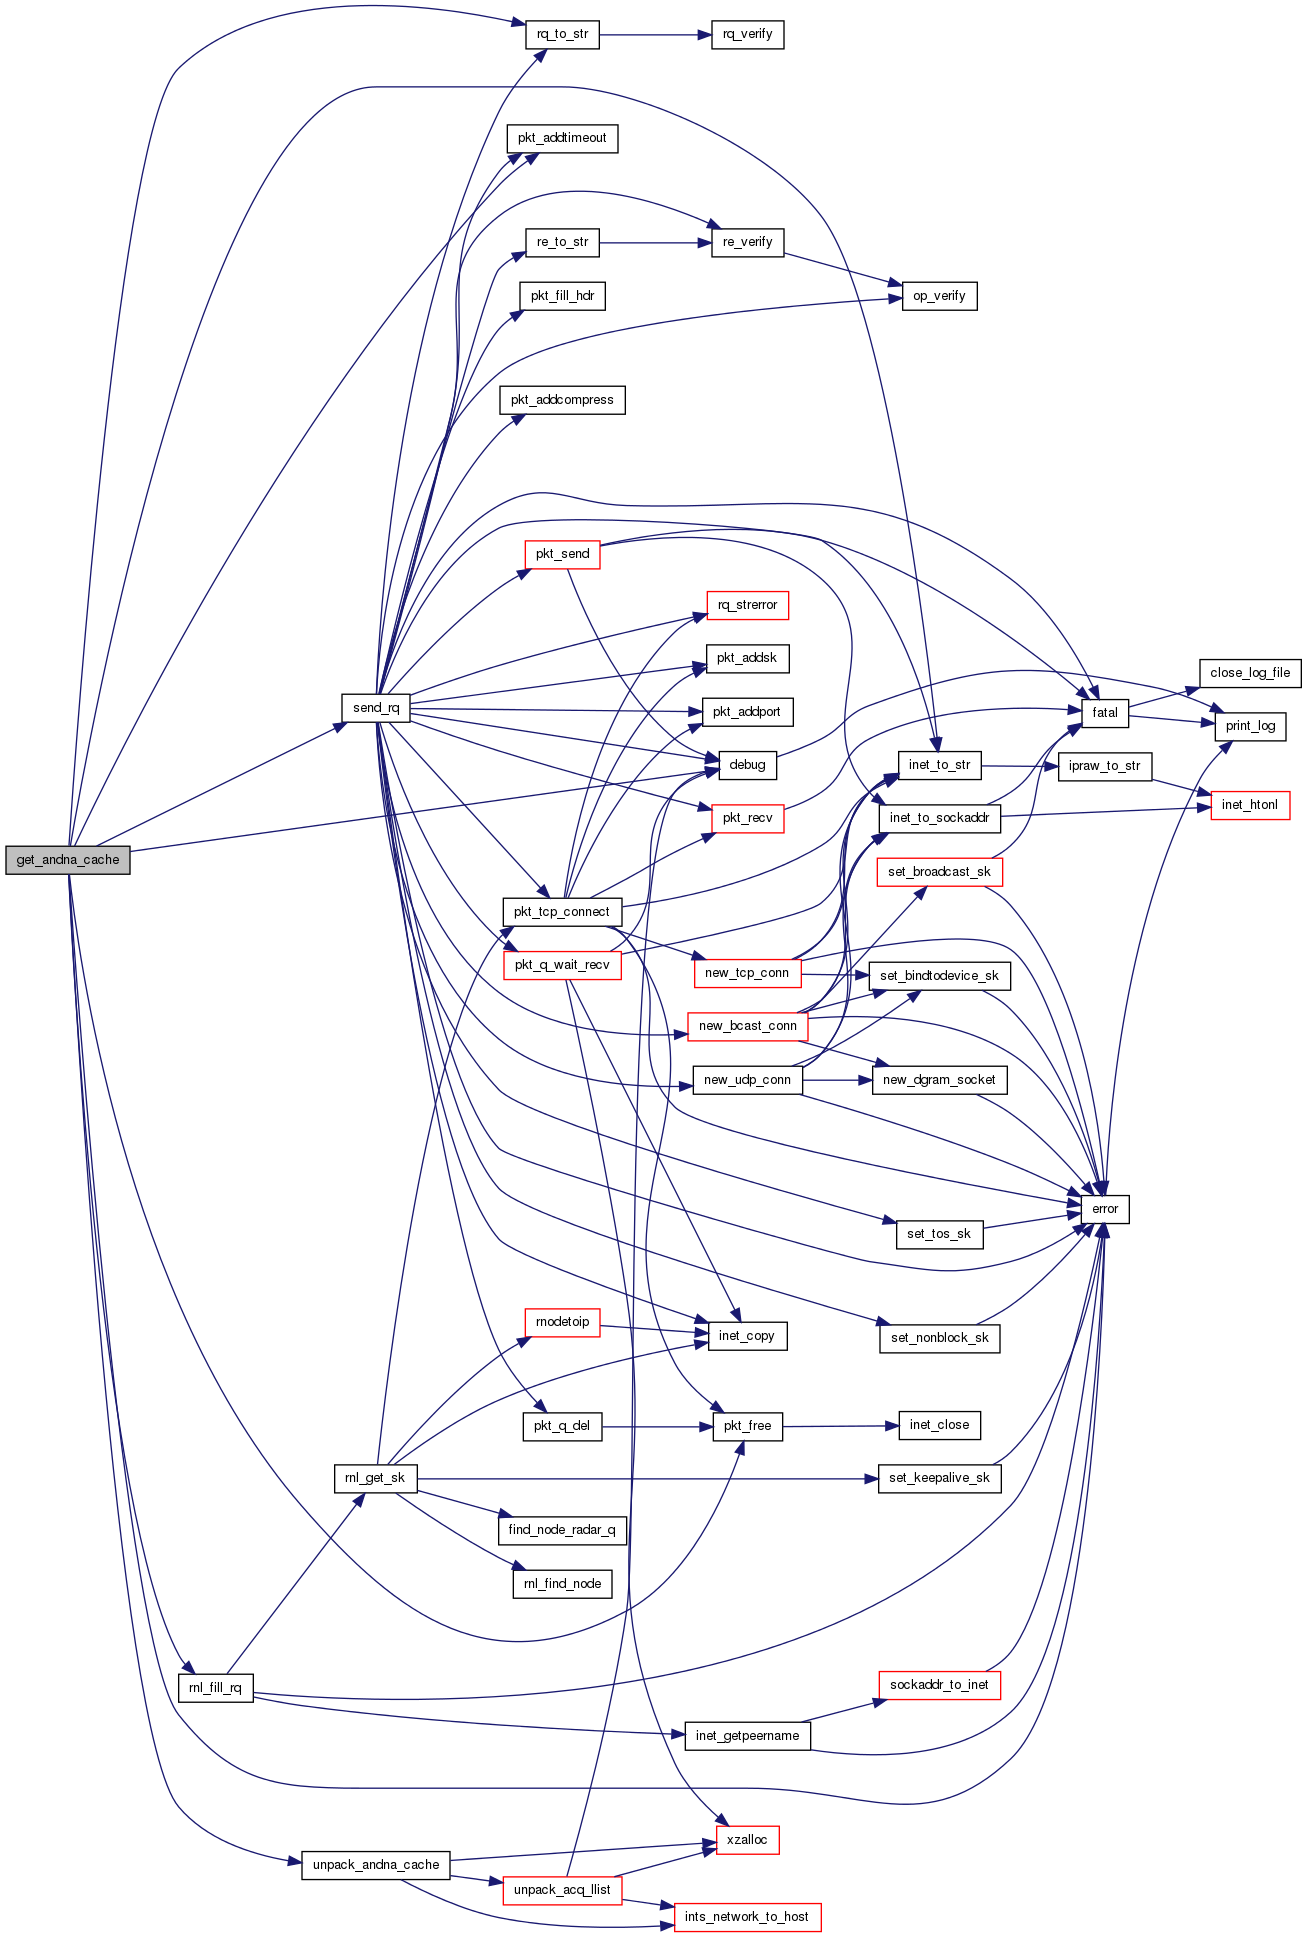 rq_to_str
rq_verify
pkt_addtimeout
re_to_str
re_verify
pkt_fill_hdr
op_verify
pkt_addcompress
pkt_send
rq_strerror
pkt_addsk
close_log_file
send_rq
pkt_addport
fatal
print_log
debug
inet_to_str
ipraw_to_str
pkt_recv
inet_to_sockaddr
inet_htonl
get_andna_cache
set_broadcast_sk
pkt_tcp_connect
pkt_q_wait_recv
new_tcp_conn
set_bindtodevice_sk
new_bcast_conn
new_udp_conn
new_dgram_socket
error
set_tos_sk
rnodetoip
inet_copy
set_nonblock_sk
pkt_q_del
pkt_free
inet_close
rnl_get_sk
set_keepalive_sk
find_node_radar_q
rnl_find_node
rnl_fill_rq
sockaddr_to_inet
inet_getpeername
xzalloc
unpack_andna_cache
unpack_acq_llist
ints_network_to_host